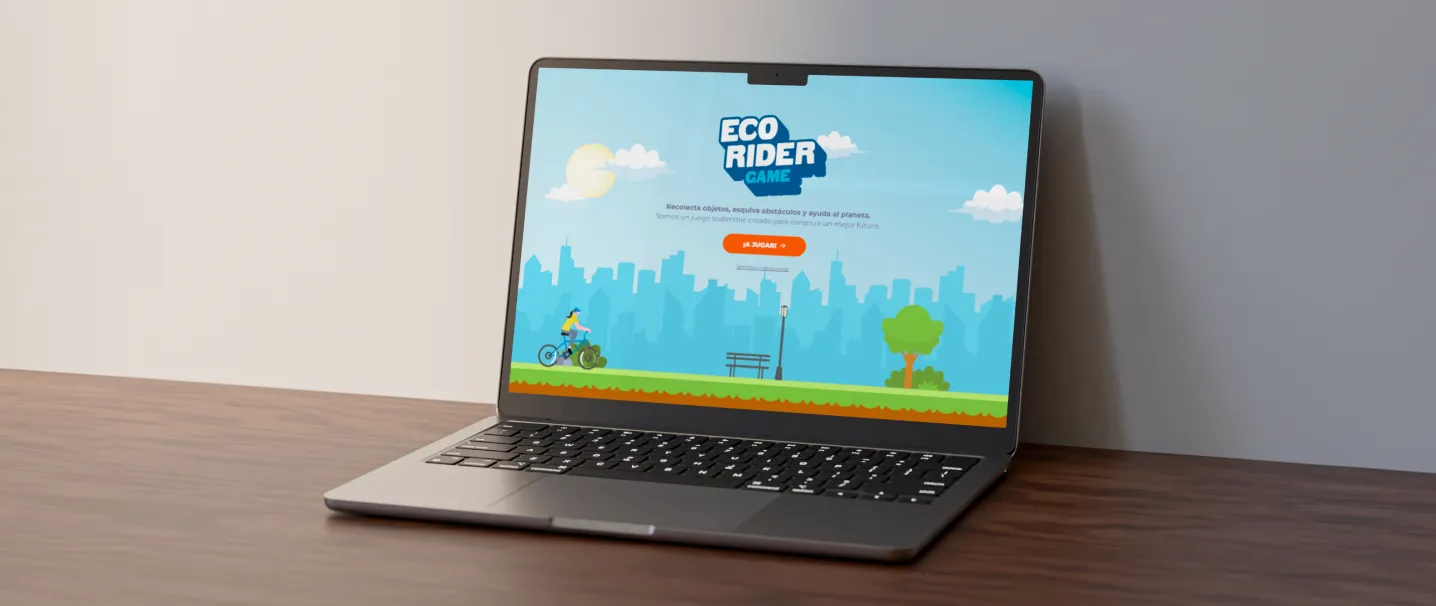 ECO
RIDER
GAME
Recolecta objetos, esquiva obstáculos y ayuda al planeta.
Somos un juego sostenible creado para construir un mejor futuro.
¡A JUGAR! →